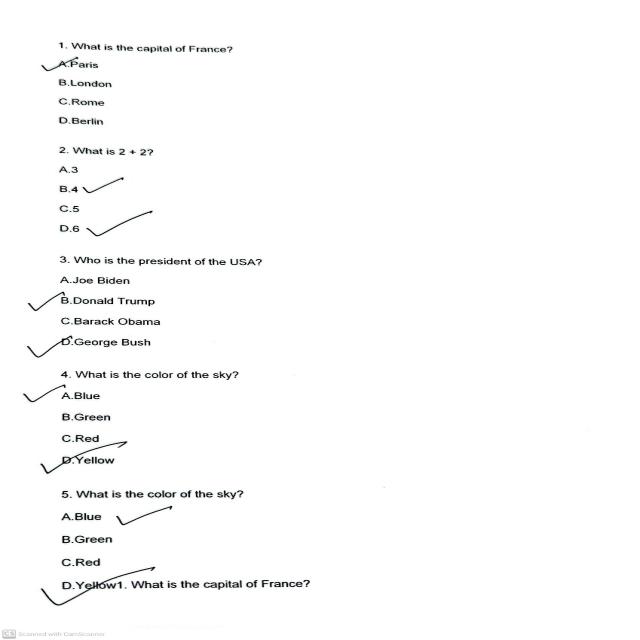 1. What is the capital of France?
A.Paris
B.London
C.Rome
D.Berlin
2. What is 2 + 2?
A.3
B.4
C.5
D.6
3. Who is the president of the USA?
A.Joe Biden
B.Donald Trump
C.Barack Obama
D.George Bush
4. What is the color of the sky?
A.Blue
B.Green
C.Red
D.Yellow
5. What is the color of the sky?
A.Blue
B.Green
C.Red
D.Yellow1. What is the capital of France?
CS Scanned with CamScanner